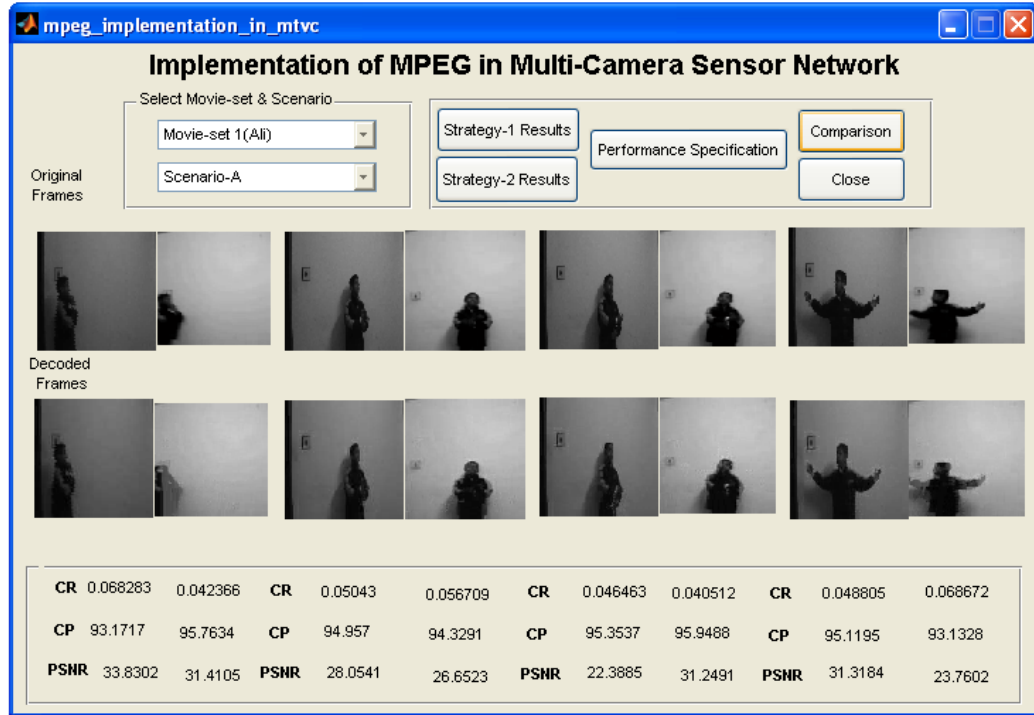 mpeg_implementation_in_mtvc
Implementation of MPEG in Multi-Camera Sensor Network
Select Movie-set & Scenario
Movie-set 1(Ali)
Scenario-A
Strategy-1 Results
Strategy-2 Results
Performance Specification
Comparison
Close
Original
Frames
Decoded
Frames
CR 0.068283 0.042366 CR 0.05043 0.056709 CR 0.046463 0.040512 CR 0.048805 0.068672
CP 93.1717 95.7634 CP 94.957 94.3291 CP 95.3537 95.9488 CP 95.1195 93.1328
PSNR 33.8302 31.4105 PSNR 28.0541 26.6523 PSNR 22.3885 31.2491 PSNR 31.3184 23.7602